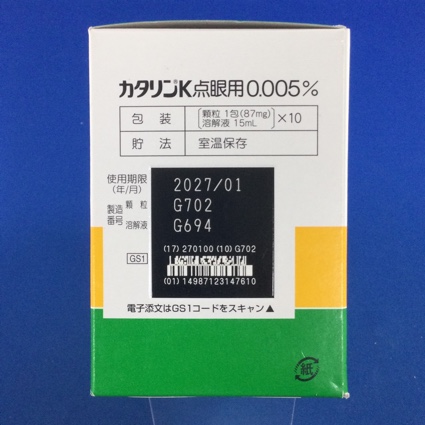 カタリンK点眼用0.005%
包装 顆粒 1包(87mg) 溶解液 15mL ×10
貯法 室温保存
使用期限 (年/月) 2027/01
製造番号 顆粒 G702
溶解液 G694
(17) 270100 (10) G702
GS1
(01) 14987123147610
電子添文はGS1コードをスキャン▲
紙